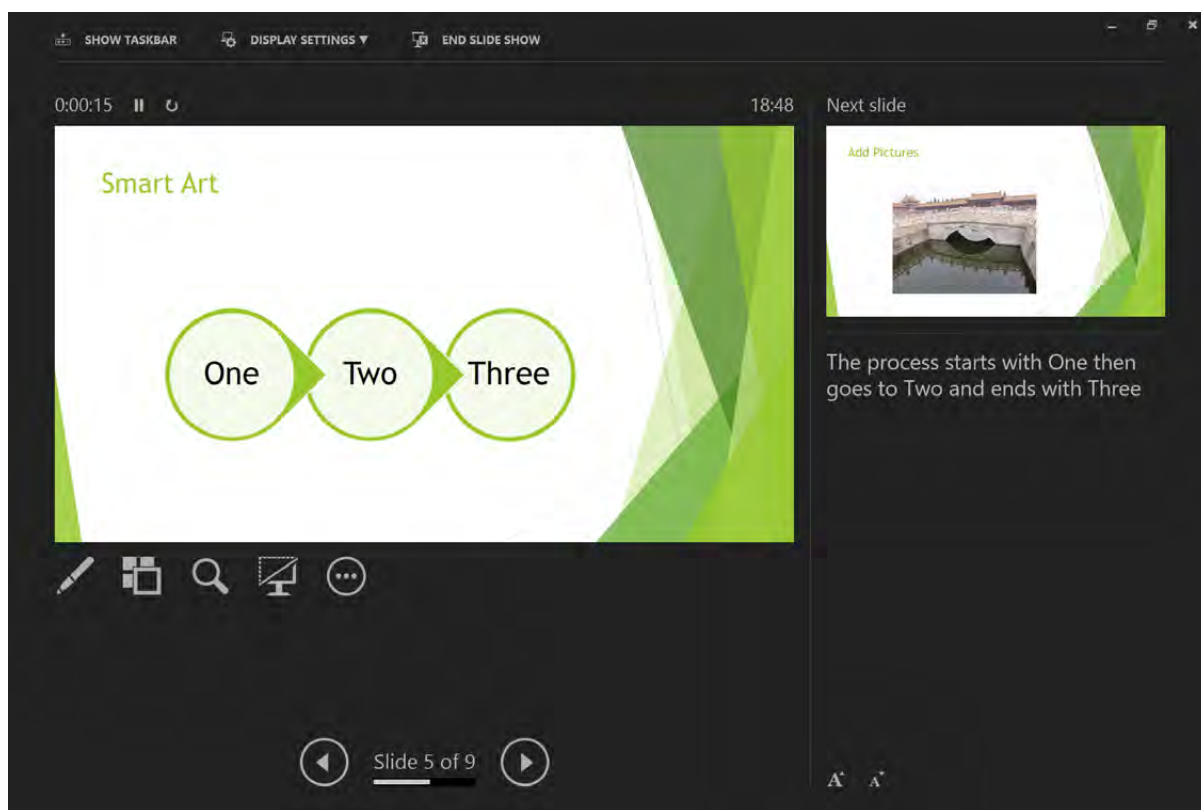 SHOW TASKBAR DISPLAY SETTINGS ▼ END SLIDE SHOW
0:00:15 18:48 Next slide
Smart Art
One Two Three
Add Pictures
The process starts with One then
goes to Two and ends with Three
Slide 5 of 9
A A